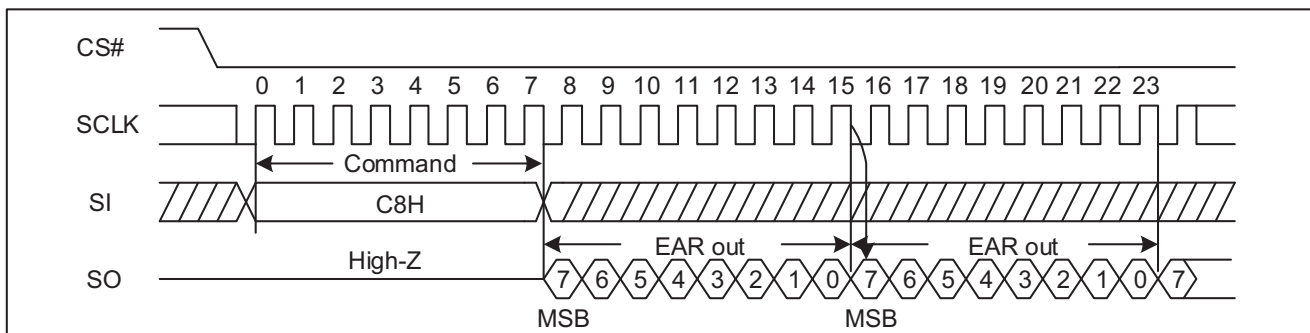 CS#
0 1 2 3 4 5 6 7 8 9 10 11 12 13 14 15 16 17 18 19 20 21 22 23
SCLK
Command
SI
C8H
EAR out EAR out
High-Z
SO
7 6 5 4 3 2 1 0 7 6 5 4 3 2 1 0 7
MSB MSB